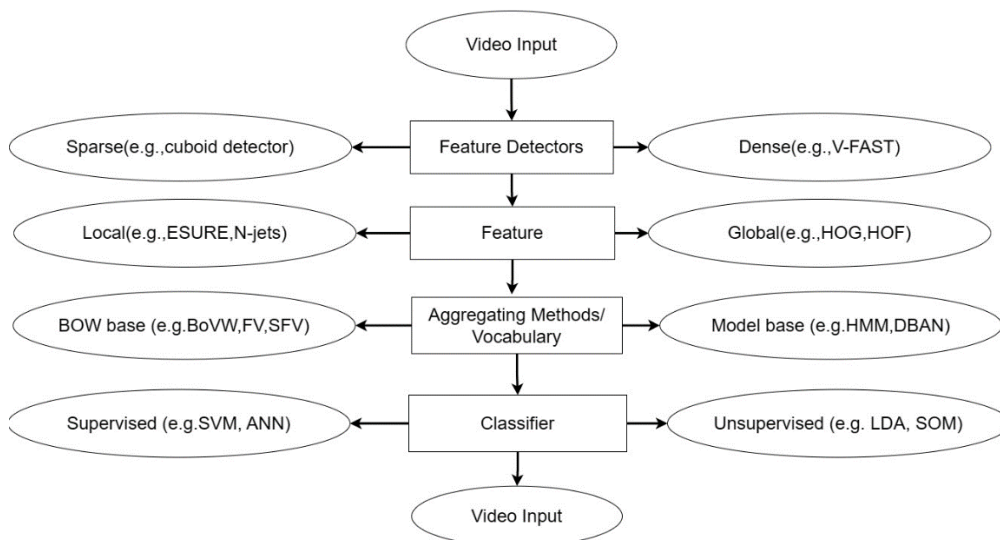 Video Input
Sparse(e.g.,cuboid detector)
Feature Detectors
Dense(e.g.,V-FAST)
Local(e.g.,ESURE,N-jets)
Feature
Global(e.g.,HOG,HOF)
BOW base (e.g.BoVW,FV,SFV)
Aggregating Methods/
Vocabulary
Model base (e.g.HMM,DBAN)
Supervised (e.g.SVM, ANN)
Classifier
Unsupervised (e.g. LDA, SOM)
Video Input